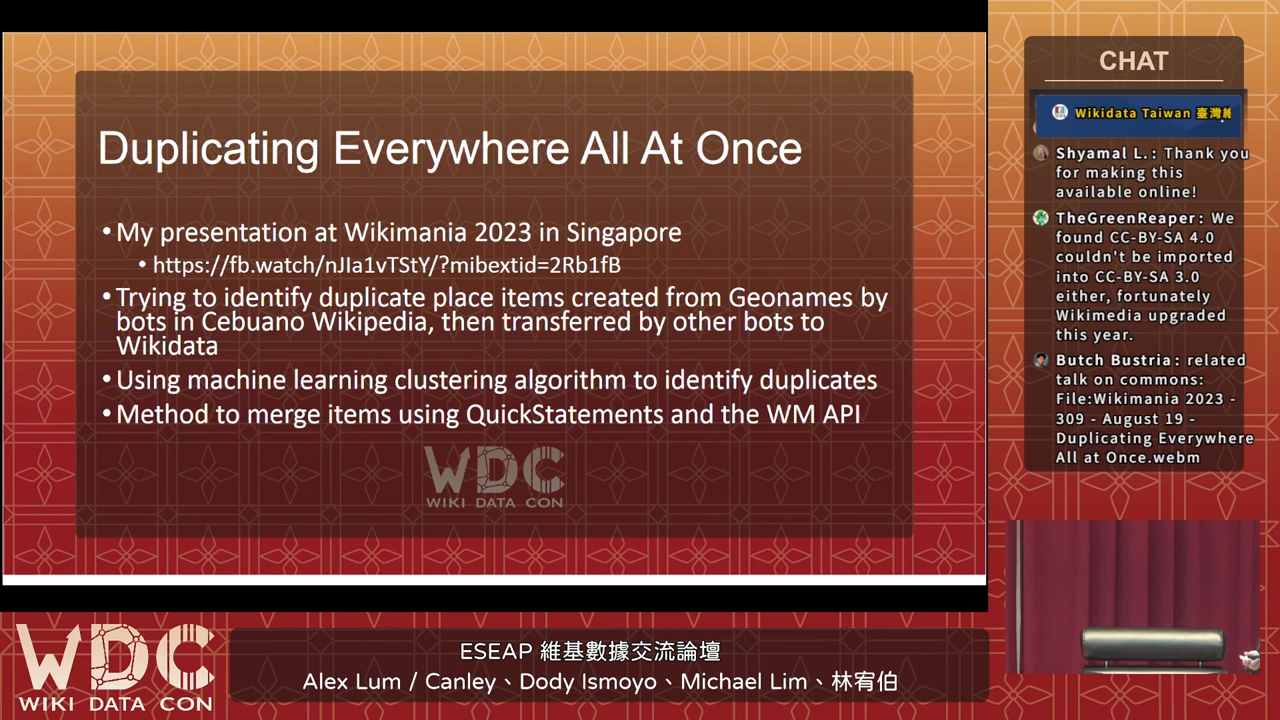 Duplicating Everywhere All At Once
• My presentation at Wikimania 2023 in Singapore
• https://fb.watch/nJIa1vTStY/?mibextid=2Rb1fB
• Trying to identify duplicate place items created from Geonames by
bots in Cebuano Wikipedia, then transferred by other bots to
Wikidata
• Using machine learning clustering algorithm to identify duplicates
• Method to merge items using QuickStatements and the WM API
WDC
WIKI DATA CON
CHAT
Wikidata Taiwan 臺灣維
Shyamal L.: Thank you
for making this
available online!
TheGreenReaper: We
found CC-BY-SA 4.0
couldn't be imported
into CC-BY-SA 3.0
either, fortunately
Wikimedia upgraded
this year.
Butch Bustria: related
talk on commons:
File:Wikimania 2023 -
309 - August 19 -
Duplicating Everywhere
All at Once.webm
WDC
WIKI DATA CON
ESEAP 維基數據交流論壇
Alex Lum / Canley、Dody Ismoyo、Michael Lim、林宥伯